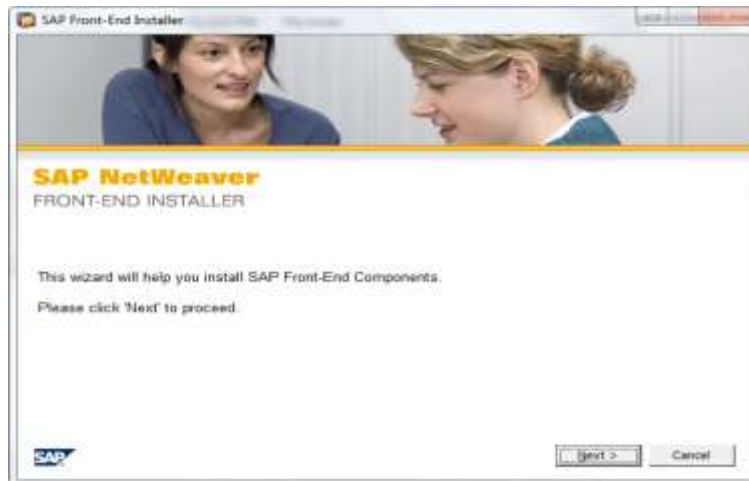 SAP Front-End Installer
SAP NetWeaver
FRONT-END INSTALLER
This wizard will help you install SAP Front-End Components.
Please click 'Next' to proceed.
SAP
Next >
Cancel